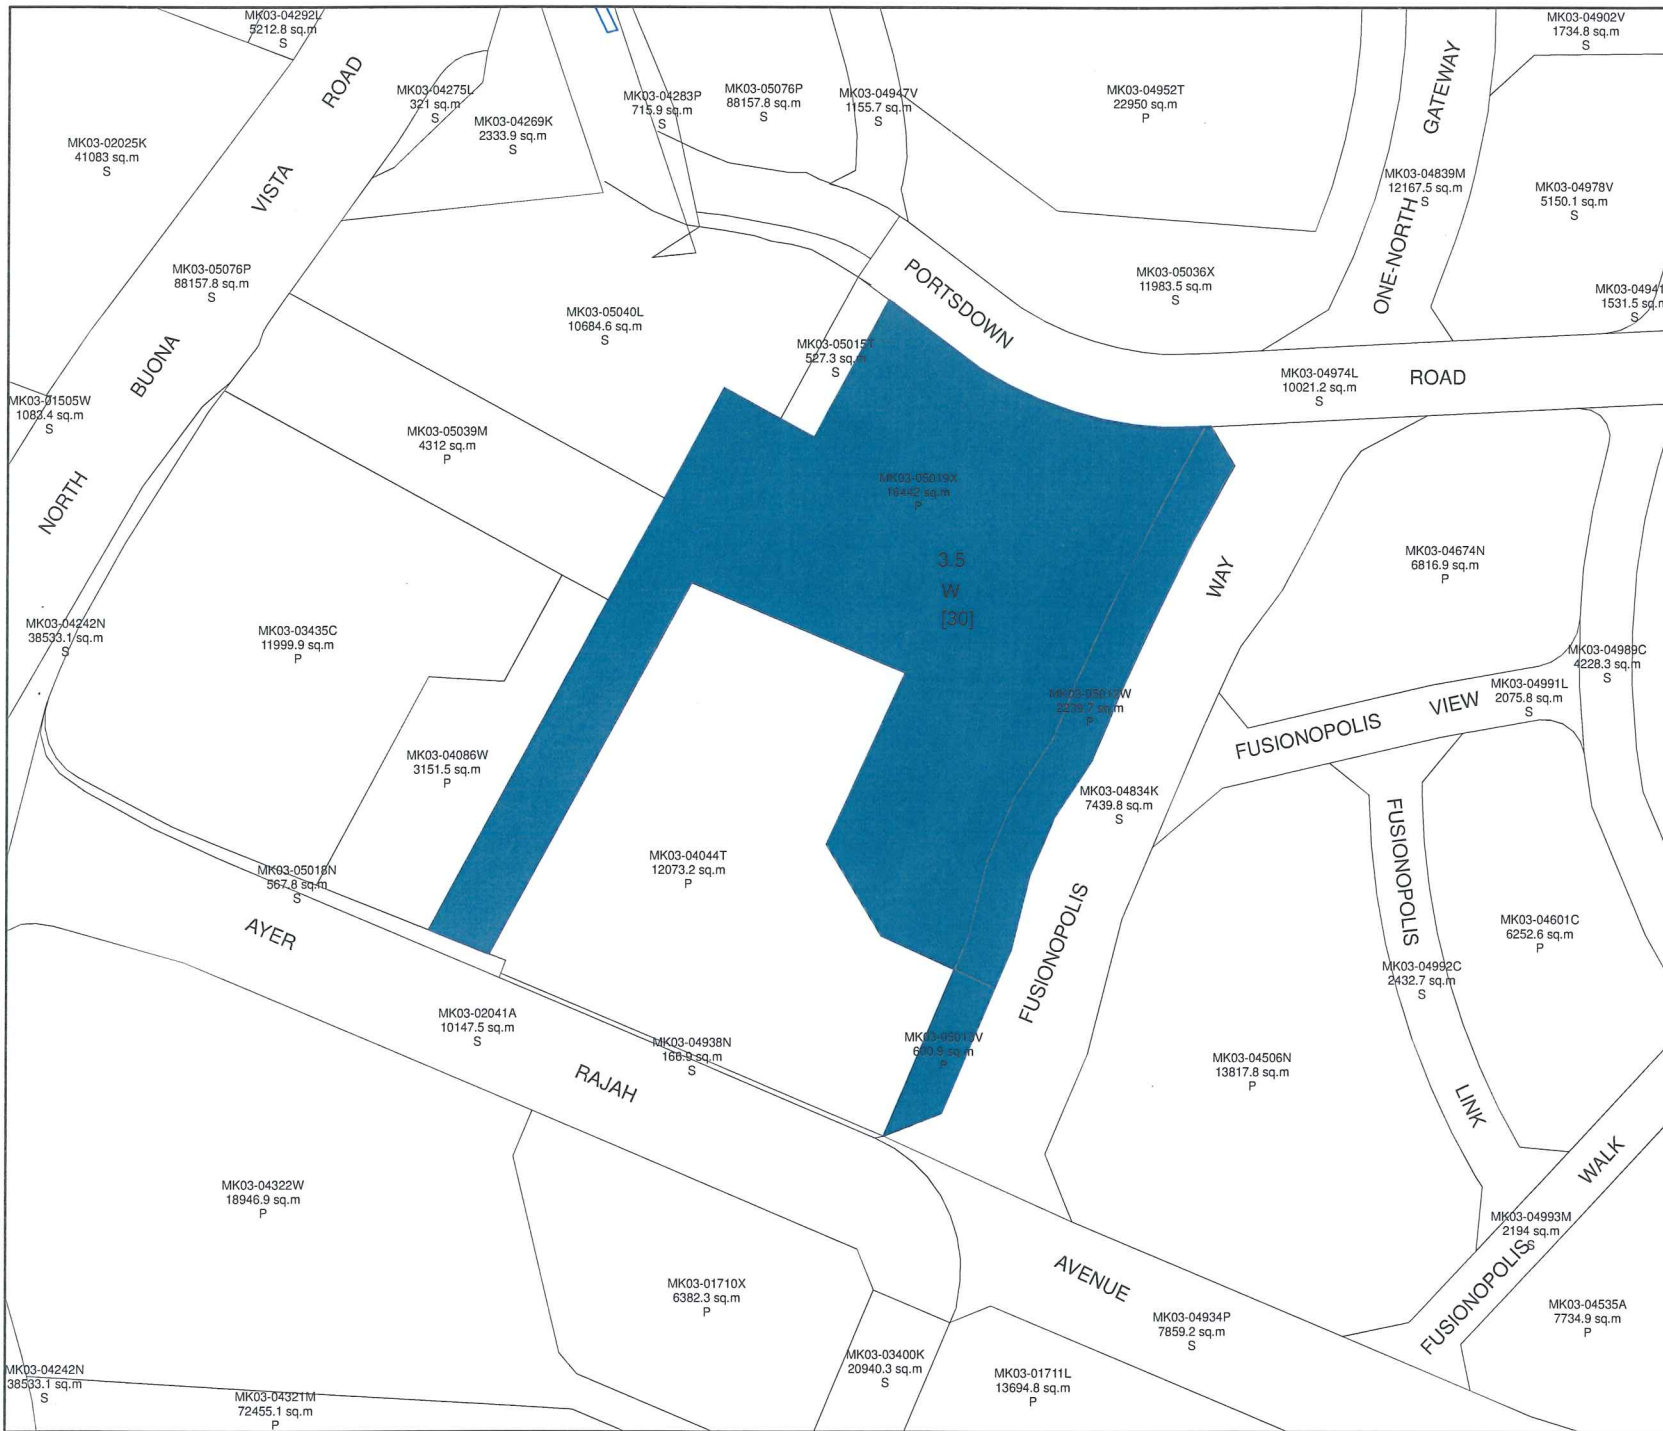 MK03-04292L
5212.8 sq.m
S
MK03-04902V
1734.8 sq.m
S
ROAD
GATEWAY
MK03-04275L
321 sq.m
S
MK03-04283P
715.9 sq.m
S
MK03-05076P
88157.8 sq.m
S
MK03-04947V
1155.7 sq.m
S
MK03-04952T
22950 sq.m
P
MK03-04269K
2333.9 sq.m
S
MK03-02025K
41083 sq.m
S
VISTA
MK03-04839M
12167.5 sq.m
S
MK03-04978V
5150.1 sq.m
S
ONE-NORTH
MK03-05076P
88157.8 sq.m
S
PORTSDOWN
MK03-05036X
11983.5 sq.m
S
MK03-04941
1531.5 sq.m
S
MK03-05040L
10684.6 sq.m
S
MK03-05015T
527.3 sq.m
S
BUONA
MK03-04974L
10021.2 sq.m
S
ROAD
MK03-01505W
1083.4 sq.m
S
MK03-05039M
4312 sq.m
P
NORTH
MK03-05019X
18442 sq.m
P
3.5
W
[30]
WAY
MK03-04674N
6816.9 sq.m
P
MK03-04242N
38533.1 sq.m
S
MK03-03435C
11999.9 sq.m
P
MK03-04989C
4228.3 sq.m
S
MK03-04991L
2075.8 sq.m
S
P
FUSIONOPOLIS
VIEW
MK03-04086W
3151.5 sq.m
P
MK03-04834K
7439.8 sq.m
S
FUSIONOPOLIS
MK03-04044T
12073.2 sq.m
P
MK03-05018N
567.8 sq.m
S
AYER
FUSIONOPOLIS
MK03-04601C
6252.6 sq.m
P
MK03-04992C
2432.7 sq.m
S
MK03-02041A
10147.5 sq.m
S
MK03-04938N
166.9 sq.m
S
P
RAJAH
MK03-04506N
13817.8 sq.m
P
LINK
WALK
MK03-04322W
18946.9 sq.m
P
MK03-04993M
2194 sq.m
S
FUSIONOPOLIS
AVENUE
MK03-01710X
6382.3 sq.m
P
MK03-04934P
7859.2 sq.m
S
MK03-04535A
7734.9 sq.m
P
MK03-03400K
20940.3 sq.m
S
MK03-01711L
13694.8 sq.m
P
MK03-04242N
38533.1 sq.m
S
MK03-04321M
72455.1 sq.m
P